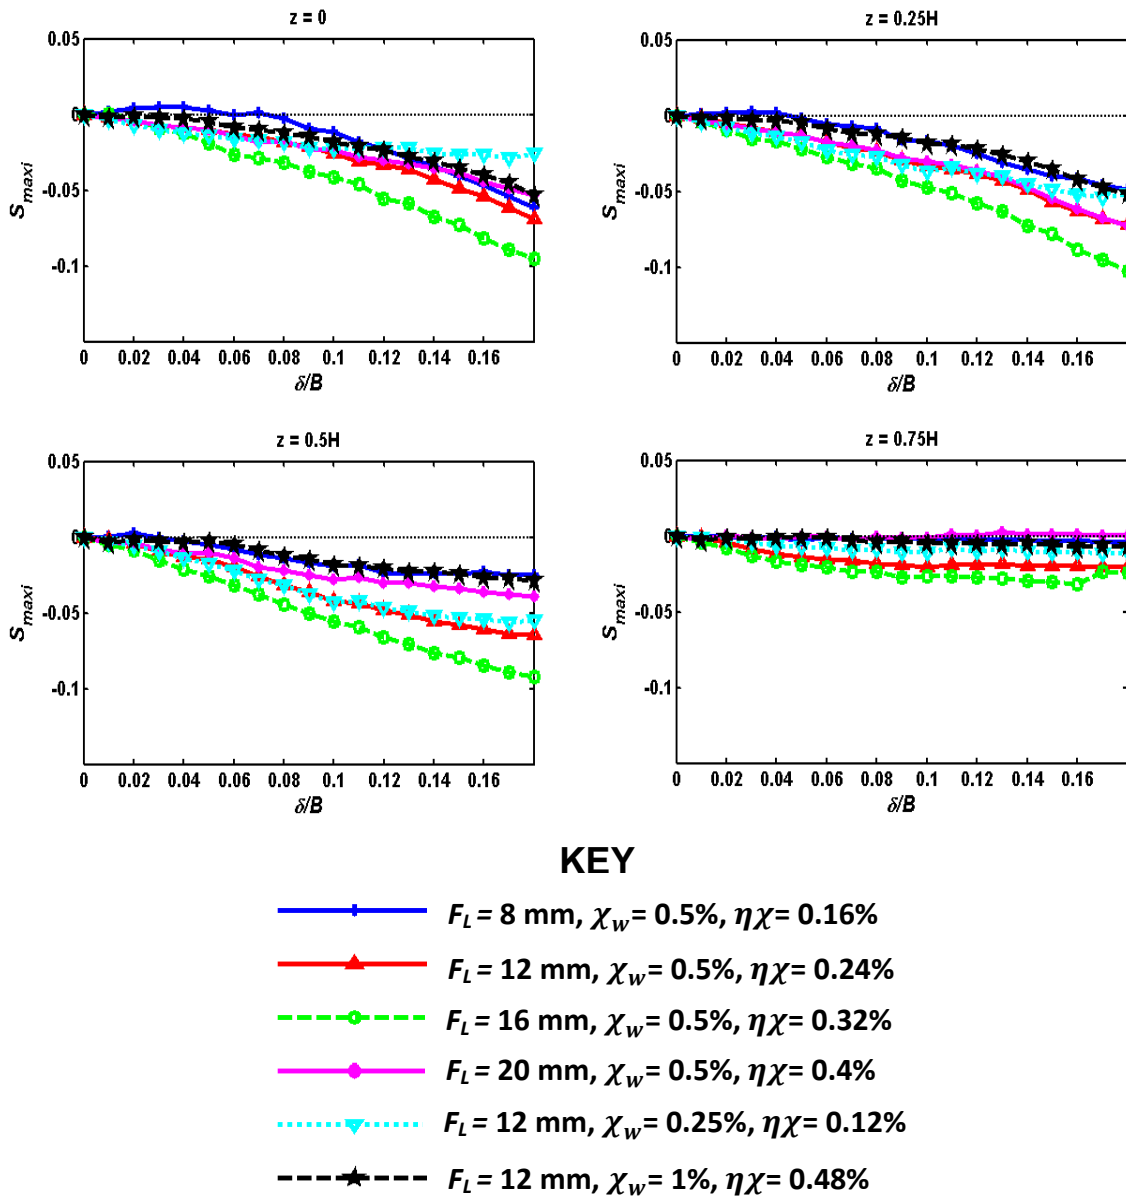 z = 0
0.05
0
-0.05
-0.1
S_maxi
0 0.02 0.04 0.06 0.08 0.1 0.12 0.14 0.16
δ/B
z = 0.25H
0.05
0
-0.05
-0.1
S_maxi
0 0.02 0.04 0.06 0.08 0.1 0.12 0.14 0.16
δ/B
z = 0.5H
0.05
0
-0.05
-0.1
S_maxi
0 0.02 0.04 0.06 0.08 0.1 0.12 0.14 0.16
δ/B
z = 0.75H
0.05
0
-0.05
-0.1
S_maxi
0 0.02 0.04 0.06 0.08 0.1 0.12 0.14 0.16
δ/B
KEY
F_L = 8 mm, χ_w= 0.5%, ηχ= 0.16%
F_L = 12 mm, χ_w= 0.5%, ηχ= 0.24%
F_L = 16 mm, χ_w= 0.5%, ηχ= 0.32%
F_L = 20 mm, χ_w= 0.5%, ηχ= 0.4%
F_L = 12 mm, χ_w= 0.25%, ηχ= 0.12%
F_L = 12 mm, χ_w= 1%, ηχ= 0.48%